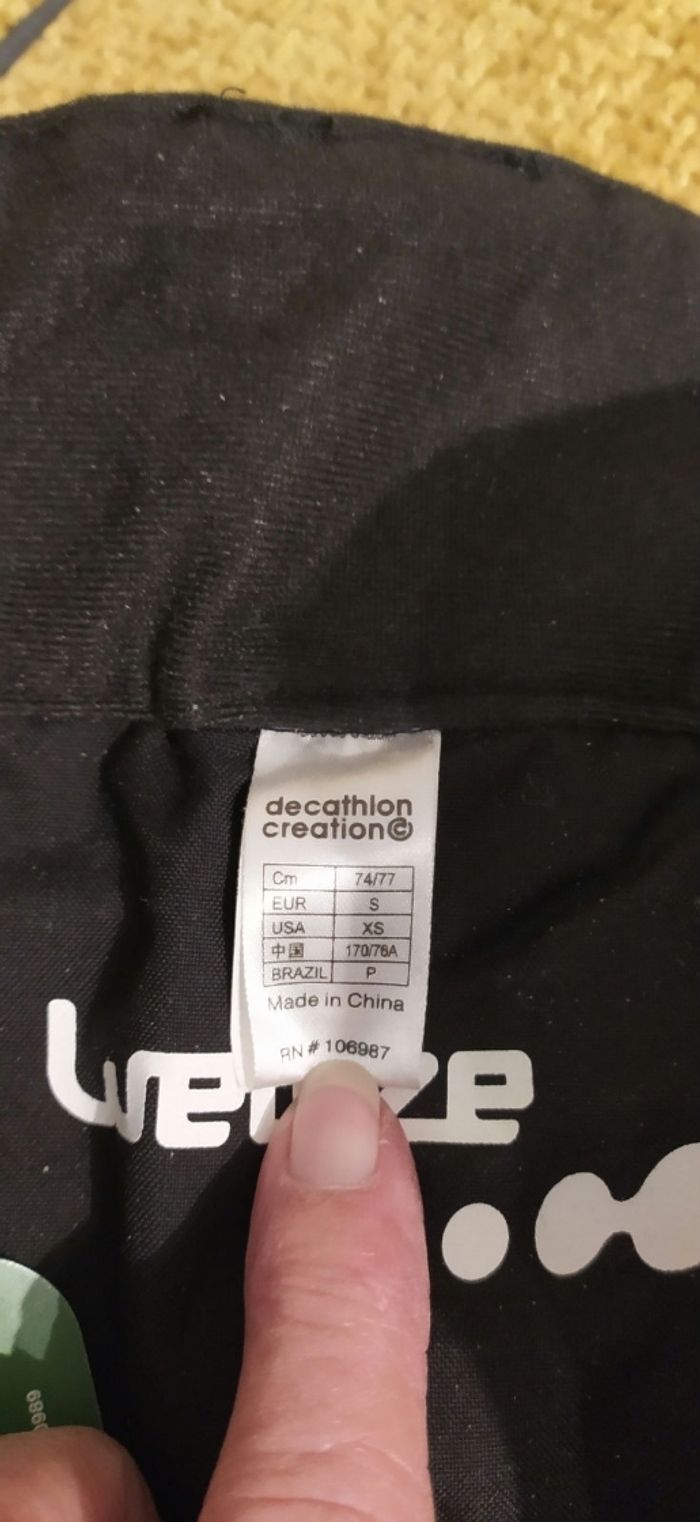 decathlon
creation©
Cm 74/77
EUR S
USA XS
中国 170/76A
BRAZIL P
Made in China
RN # 106987